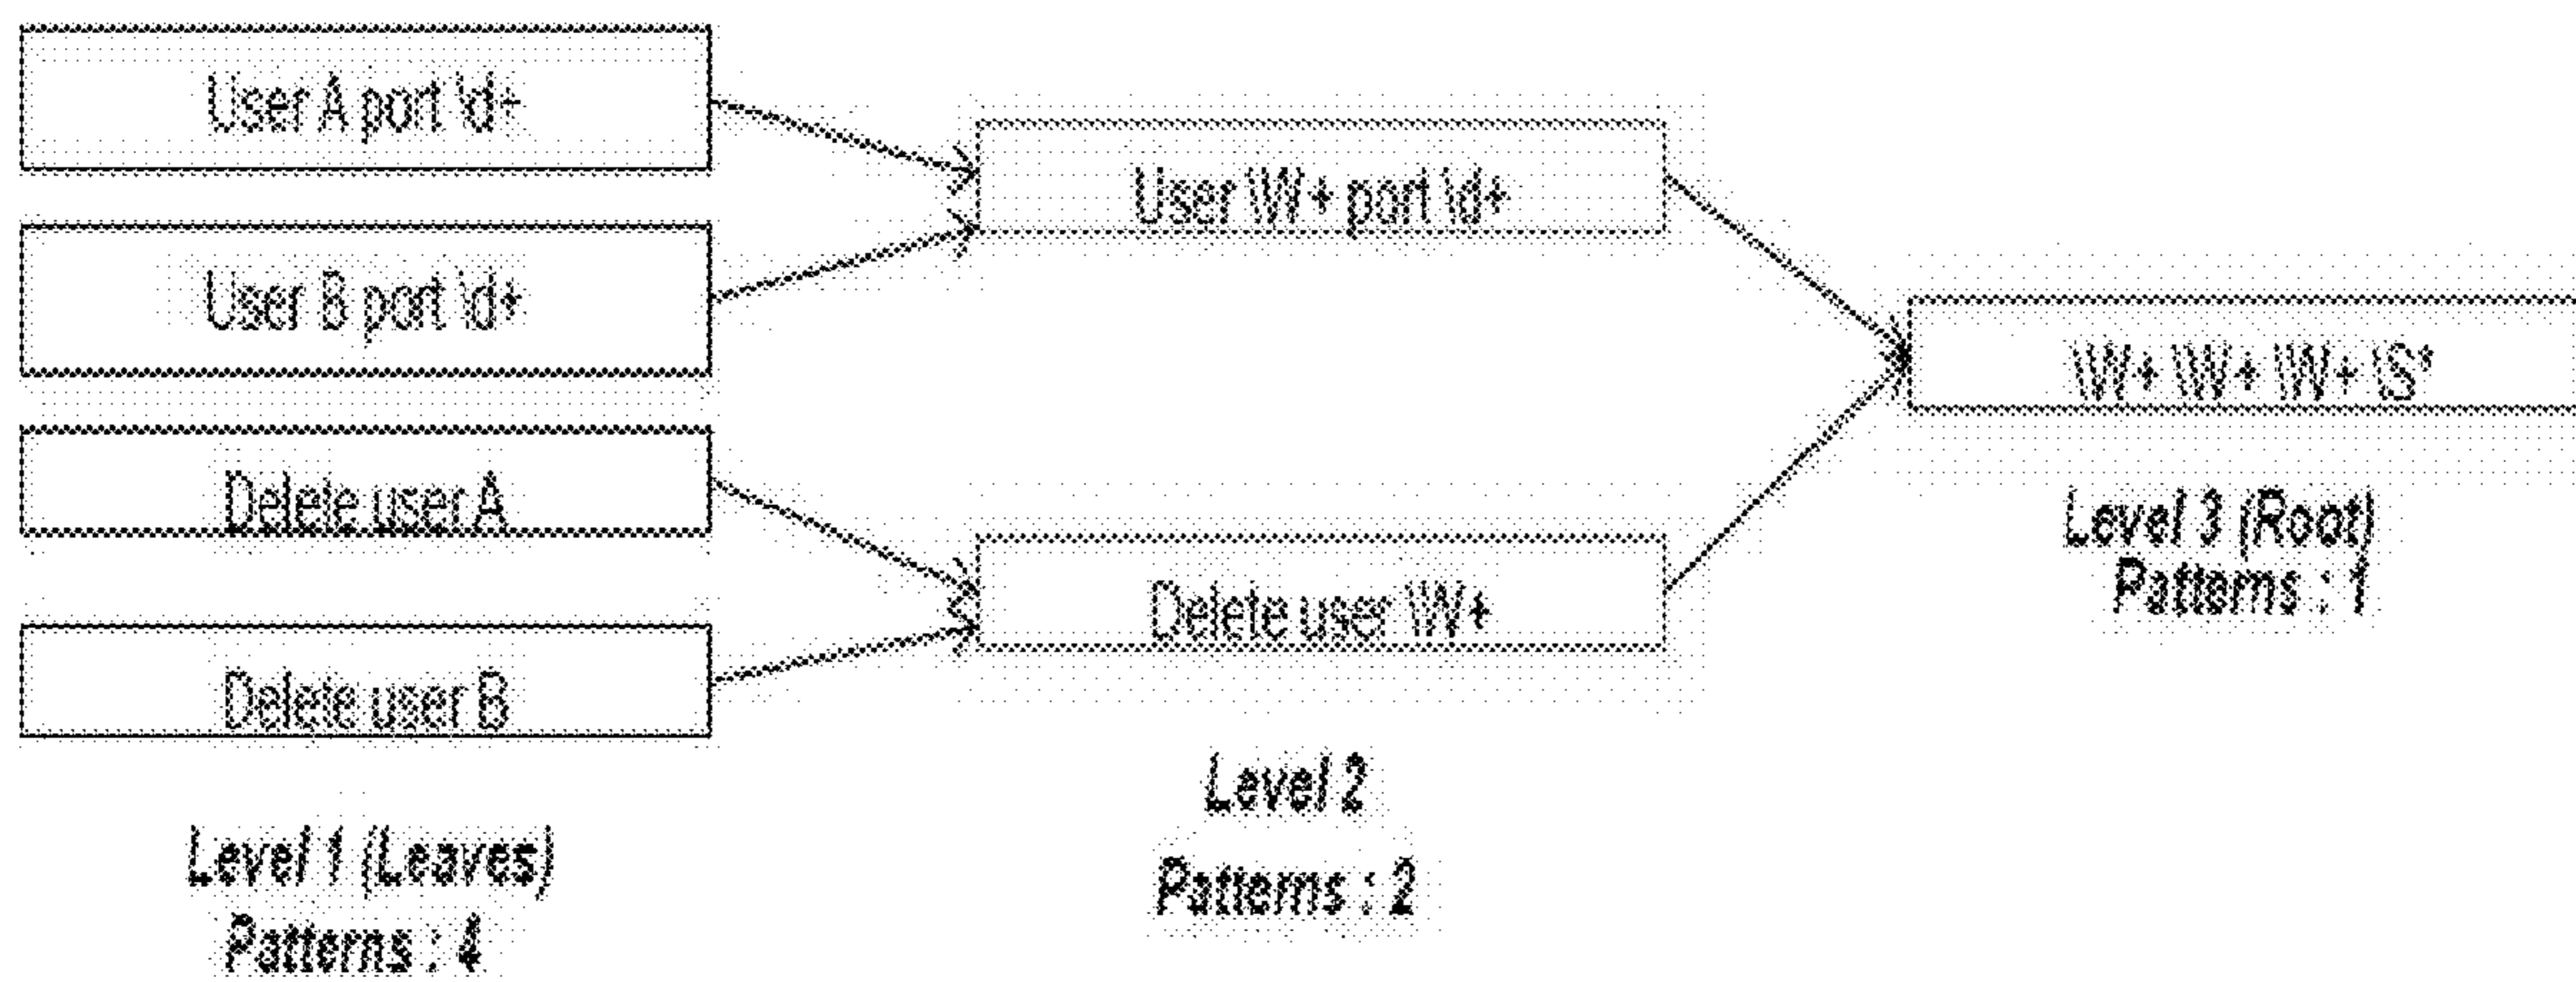 User A port \d+
User B port \d+
Delete user A
Delete user B
Level 1 (Leaves)
Patterns : 4
User \W+ port \d+
Delete user \W+
Level 2
Patterns : 2
\W+ \W+ \W+ \S*
Level 3 (Root)
Patterns : 1